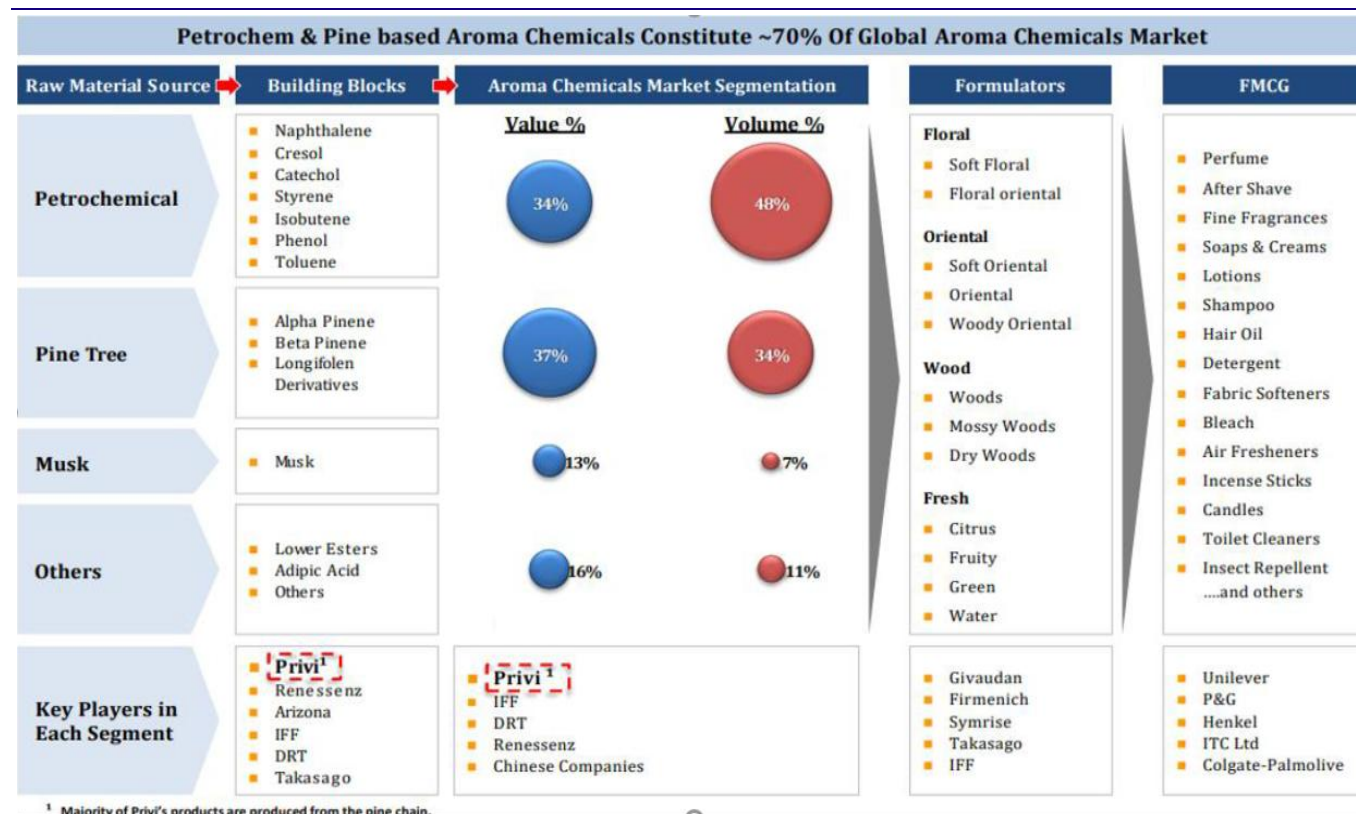 Petrochem & Pine based Aroma Chemicals Constitute ~70% Of Global Aroma Chemicals Market
Raw Material Source
Building Blocks
Aroma Chemicals Market Segmentation
Formulators
FMCG
Petrochemical
Naphthalene
Cresol
Catechol
Styrene
Isobutene
Phenol
Toluene
Value %
Volume %
34%
48%
Pine Tree
Alpha Pinene
Beta Pinene
Longifolen
Derivatives
37%
34%
Musk
Musk
13%
7%
Others
Lower Esters
Adipic Acid
Others
16%
11%
Floral
Soft Floral
Floral oriental
Oriental
Soft Oriental
Oriental
Woody Oriental
Wood
Woods
Mossy Woods
Dry Woods
Fresh
Citrus
Fruity
Green
Water
Perfume
After Shave
Fine Fragrances
Soaps & Creams
Lotions
Shampoo
Hair Oil
Detergent
Fabric Softeners
Bleach
Air Fresheners
Incense Sticks
Candles
Toilet Cleaners
Insect Repellent
....and others
Key Players in
Each Segment
Privi¹
Renessenz
Arizona
IFF
DRT
Takasago
Privi ¹
IFF
DRT
Renessenz
Chinese Companies
Givaudan
Firmenich
Symrise
Takasago
IFF
Unilever
P&G
Henkel
ITC Ltd
Colgate-Palmolive
¹ Majority of Privi's products are produced from the pine chain.